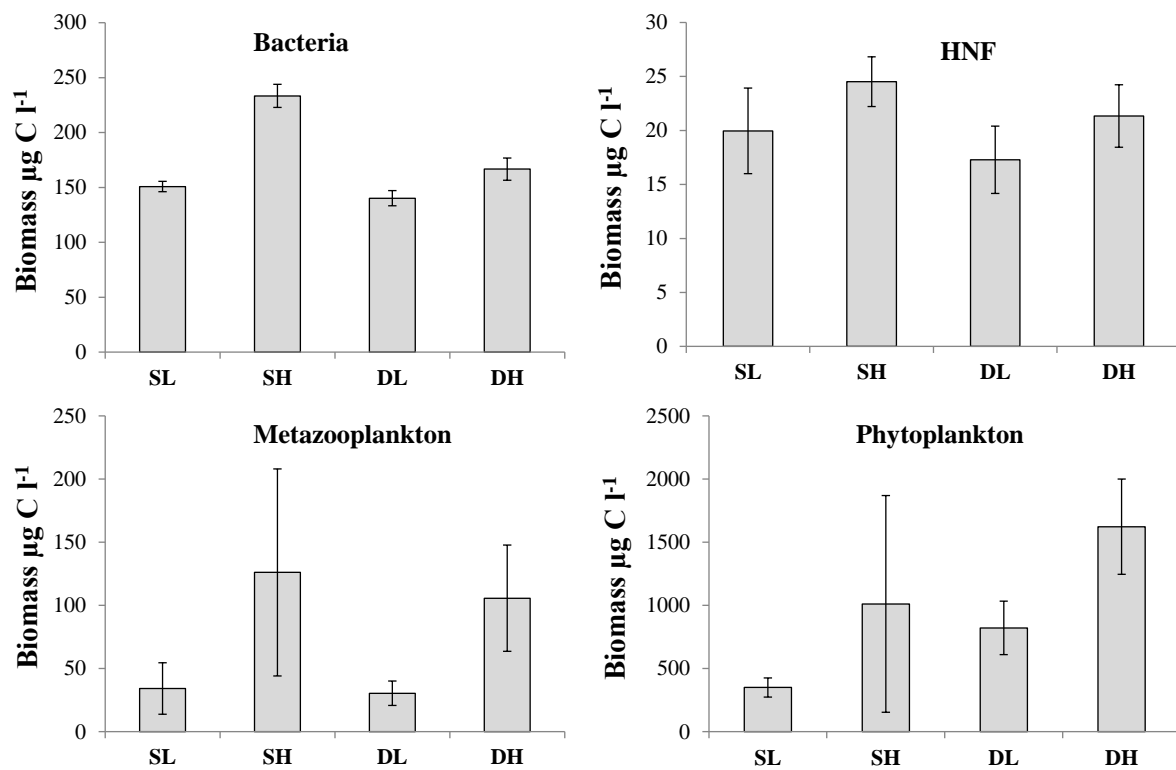 Bacteria
Biomass µg C l-1
300
250
200
150
100
50
0
SL SH DL DH
HNF
Biomass µg C l-1
30
25
20
15
10
5
0
SL SH DL DH
Metazooplankton
Biomass µg C l-1
250
200
150
100
50
0
SL SH DL DH
Phytoplankton
Biomass µg C l-1
2500
2000
1500
1000
500
0
SL SH DL DH